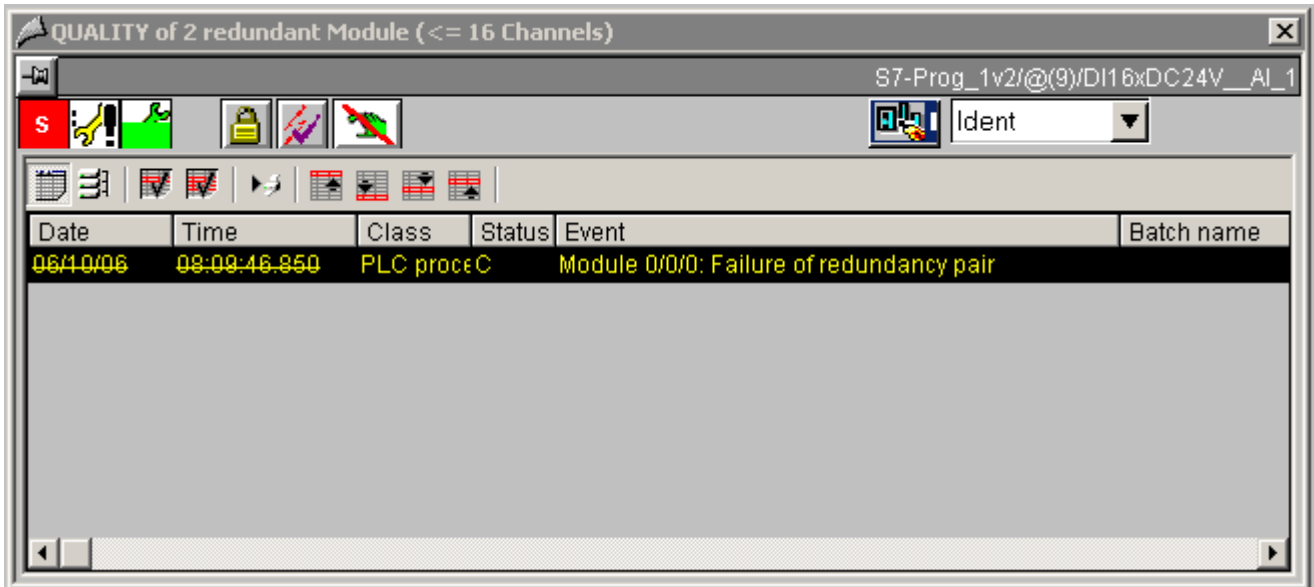 QUALITY of 2 redundant Module (<= 16 Channels)
S7-Prog_1v2/@(9)/DI16xDC24V__AI_1
S Ident
Date Time Class Status Event Batch name
06/10/06 08:09:46.850 PLC proce C Module 0/0/0: Failure of redundancy pair